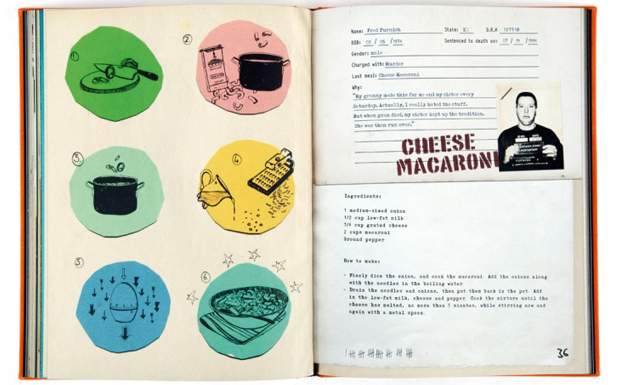 1
2
3
4
5
6
Name: Fred Furnion State: NC S.N.# 127310
DOB: Sentenced to death on:
Gender: male
Charged with: Murder
Last meal: Cheese Macaroni
Why:
"My granny made this for me and my sister every
Saturday. Actually, I really hated the stuff.
But when gran died, my sister kept up the tradition.
She was then run over."
CHEESE
MACARONI
Ingredients:
1 medium-sized onion
1/2 cup low-fat milk
3/4 cup grated cheese
2 cups macaroni
Ground pepper
How to make:
- Finely dice the onion, and cook the macaroni. Add the onions along
with the noodles in the boiling water.
- Drain the noodles and onions, then put them back in the pot. Add
in the low-fat milk, cheese and pepper. Cook the mixture until the
cheese has melted, no more than 5 minutes, while stirring now and
again with a metal spoon.
36